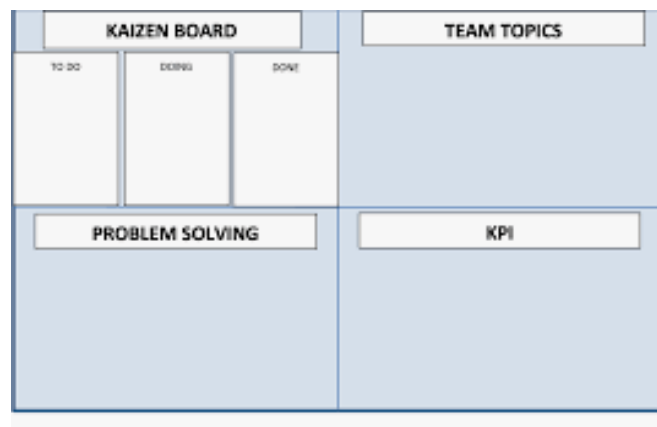 KAIZEN BOARD
TEAM TOPICS
TO DO
DOING
DONE
PROBLEM SOLVING
KPI